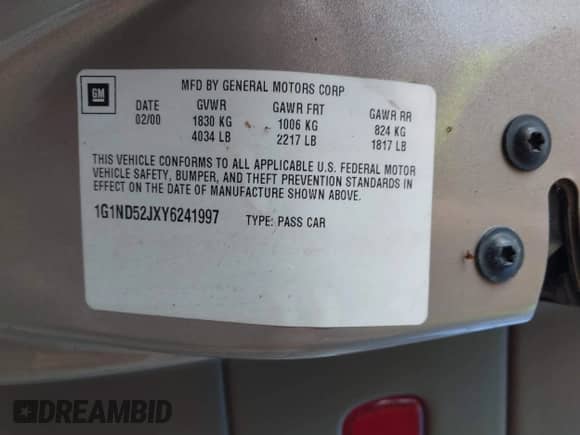 GM
MFD BY GENERAL MOTORS CORP
DATE GVWR GAWR FRT GAWR RR
02/00 1830 KG 1006 KG 824 KG
4034 LB 2217 LB 1817 LB
THIS VEHICLE CONFORMS TO ALL APPLICABLE U.S. FEDERAL MOTOR
VEHICLE SAFETY, BUMPER, AND THEFT PREVENTION STANDARDS IN
EFFECT ON THE DATE OF MANUFACTURE SHOWN ABOVE.
1G1ND52JXY6241997 TYPE: PASS CAR
DREAMBID